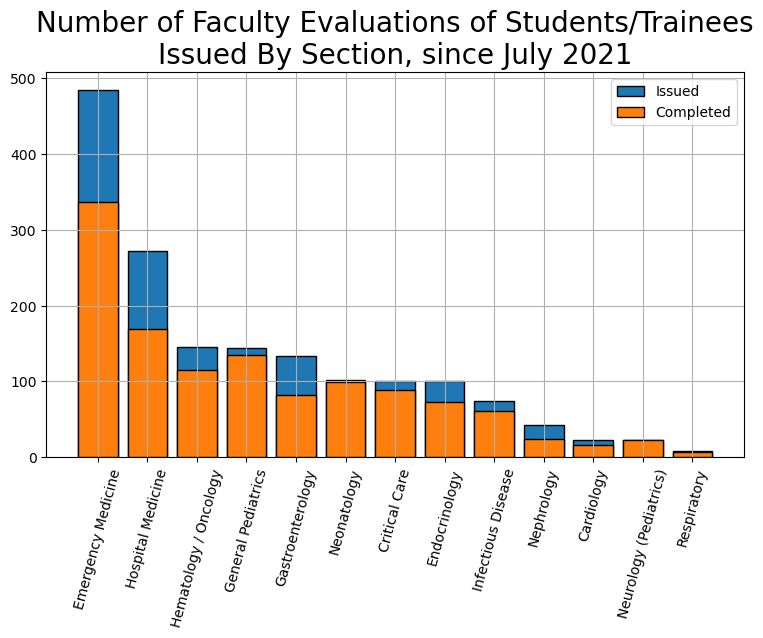 Number of Faculty Evaluations of Students/Trainees
Issued By Section, since July 2021
Issued
Completed
500
400
300
200
100
0
Emergency Medicine
Hospital Medicine
Hematology / Oncology
General Pediatrics
Gastroenterology
Neonatology
Critical Care
Endocrinology
Infectious Disease
Nephrology
Cardiology
Neurology (Pediatrics)
Respiratory